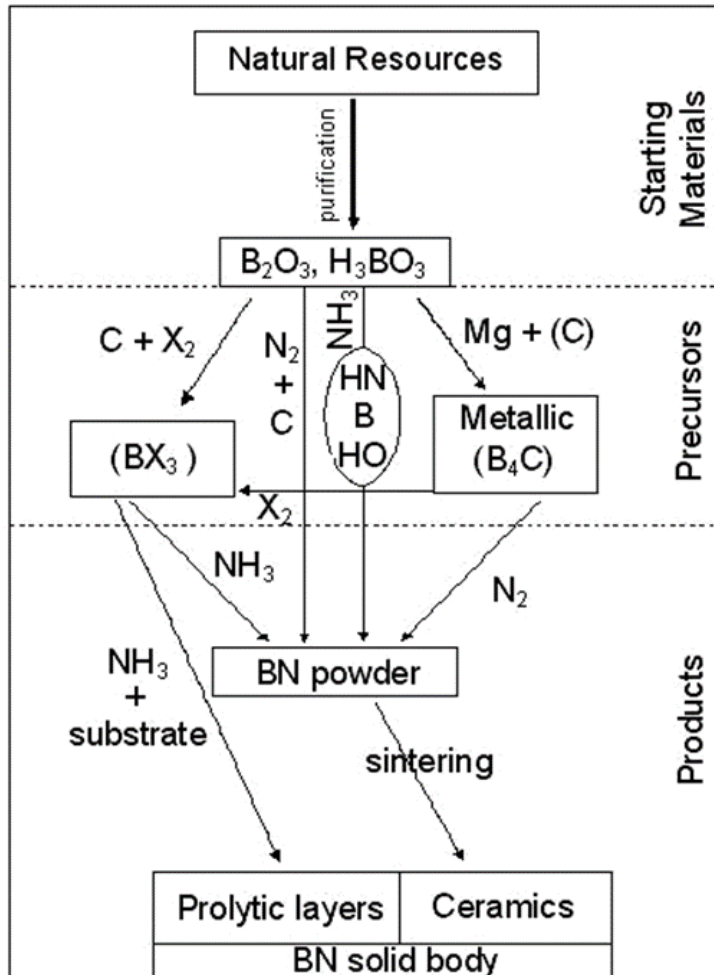 Natural Resources
purification
Starting
Materials
B₂O₃, H₃BO₃
C + X₂
N₂
+
C
NH₃
HN
B
HO
Mg + (C)
Metallic
(B₄C)
(BX₃ )
X₂
Precursors
NH₃
N₂
BN powder
NH₃
+
substrate
sintering
Products
Prolytic layers
Ceramics
BN solid body